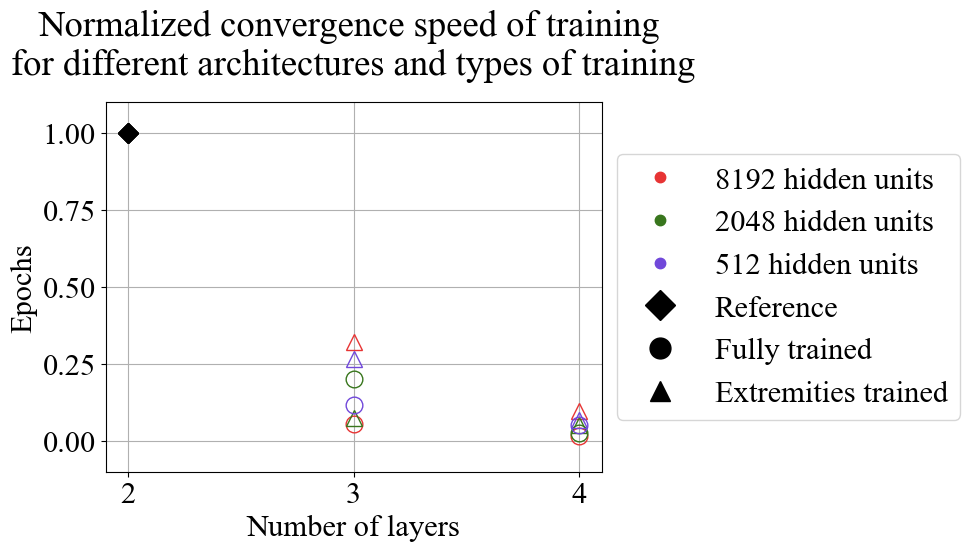 Normalized convergence speed of training
for different architectures and types of training
1.00
0.75
0.50
0.25
0.00
Epochs
2 3 4
Number of layers
8192 hidden units
2048 hidden units
512 hidden units
Reference
Fully trained
Extremities trained